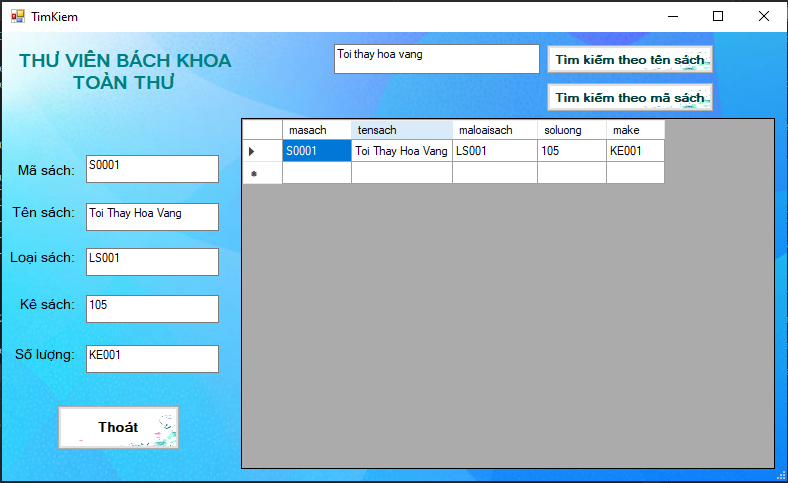 TimKiem
THƯ VIÊN BÁCH KHOA
TOÀN THƯ
Toi thay hoa vang
Tìm kiếm theo tên sách
Tìm kiếm theo mã sách
masach tensach maloaisach soluong make
S0001 Toi Thay Hoa Vang LS001 105 KE001
Mã sách: S0001
Tên sách: Toi Thay Hoa Vang
Loại sách: LS001
Kê sách: 105
Số lượng: KE001
Thoát